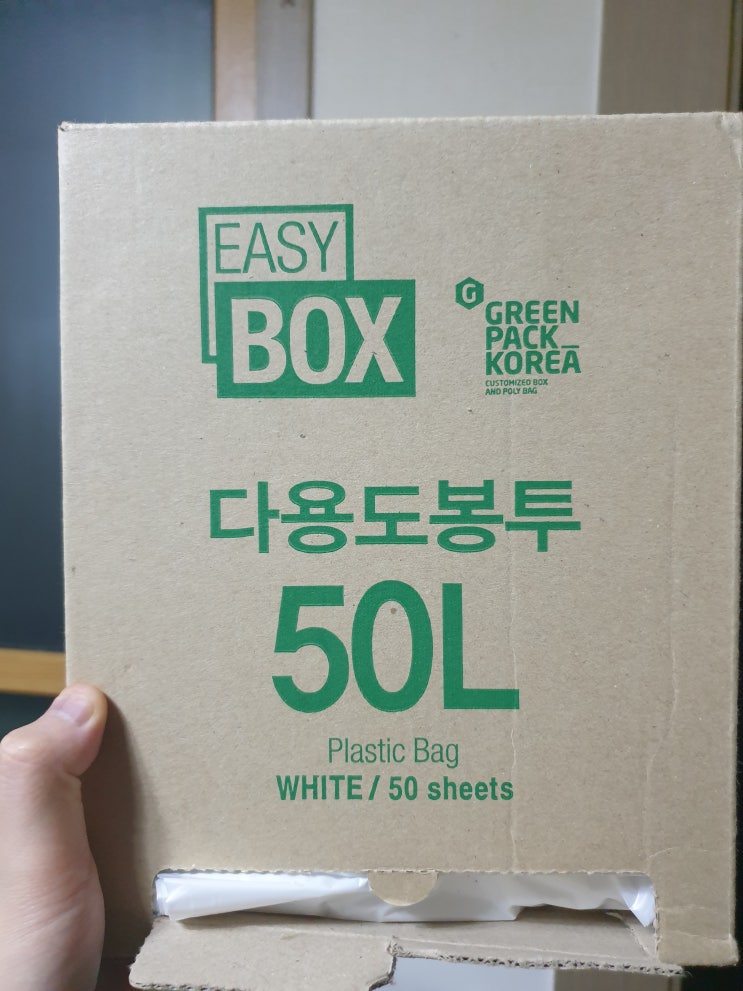 EASY
BOX
G
GREEN
PACK_
KOREA
CUSTOMIZED BOX
AND POLY BAG
다용도봉투
50L
Plastic Bag
WHITE / 50 sheets